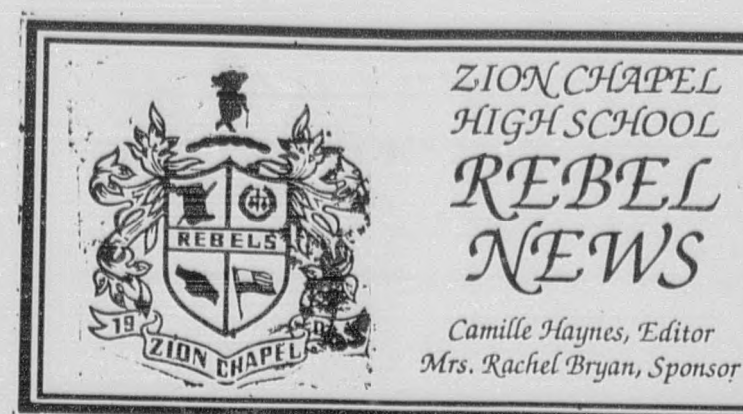 REBELS
19
ZION CHAPEL
ZION CHAPEL
HIGH SCHOOL
REBEL
NEWS
Camille Haynes, Editor
Mrs. Rachel Bryan, Sponsor